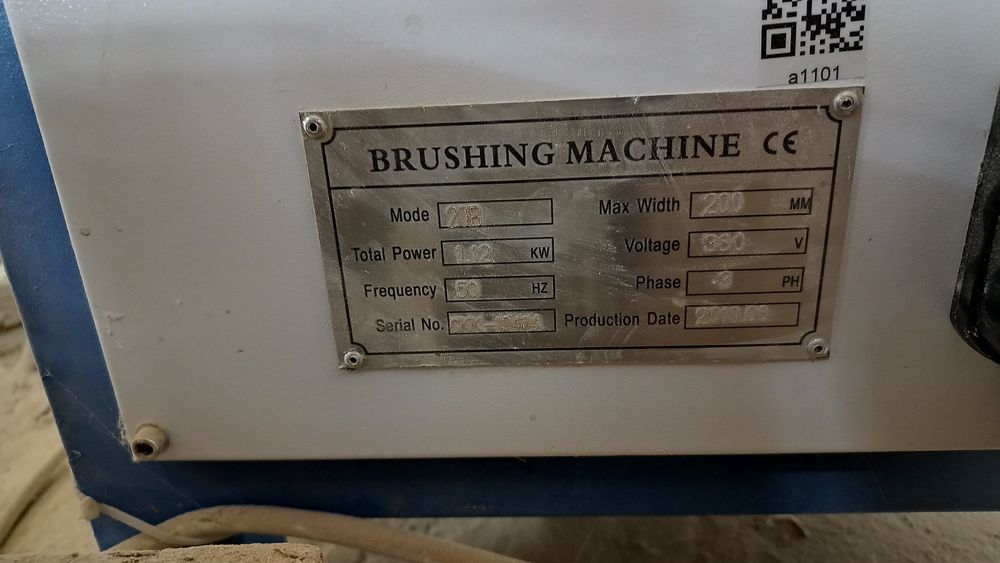 a1101
BRUSHING MACHINE CE
Mode
Max Width 200 MM
Total Power KW
Voltage 380 V
Frequency 50 HZ
Phase 3 PH
Serial No.
Production Date